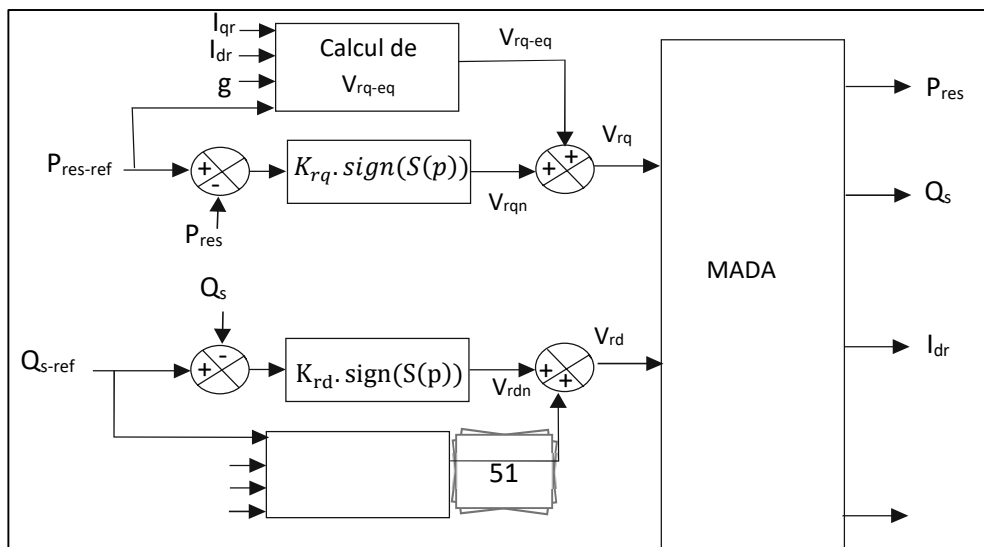 I_qr
I_dr
g
Calcul de
V_rq-eq
V_rq-eq
P_res-ref
+
-
K_rq. sign(S(p))
V_rqn
+
+
V_rq
P_res
P_res
Q_s
MADA
Q_s
Q_s-ref
+
-
K_rd. sign(S(p))
V_rdn
+
+
V_rd
I_dr
51